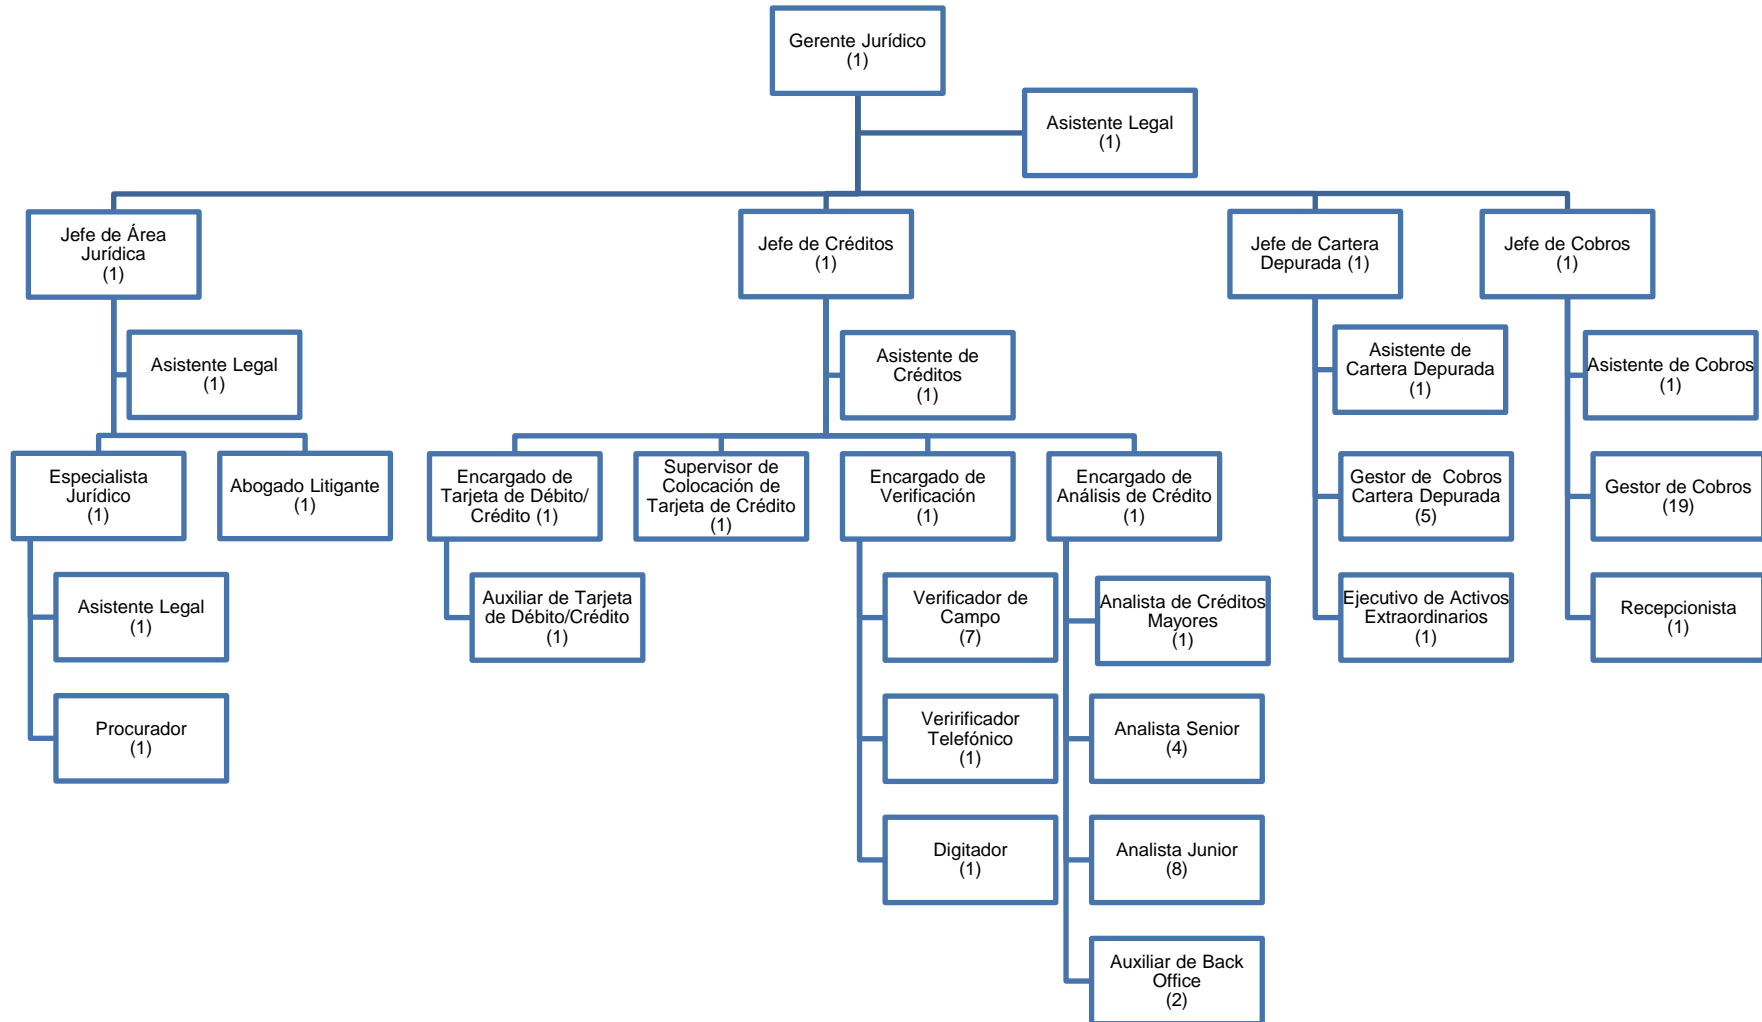 Gerente Jurídico
(1)
Asistente Legal
(1)
Jefe de Área
Jurídica
(1)
Jefe de Créditos
(1)
Jefe de Cartera
Depurada (1)
Jefe de Cobros
(1)
Asistente Legal
(1)
Asistente de
Créditos
(1)
Asistente de
Cartera Depurada
(1)
Asistente de Cobros
(1)
Especialista
Jurídico
(1)
Abogado Litigante
(1)
Encargado de
Tarjeta de Débito/
Crédito (1)
Supervisor de
Colocación de
Tarjeta de Crédito
(1)
Encargado de
Verificación
(1)
Encargado de
Análisis de Crédito
(1)
Gestor de  Cobros
Cartera Depurada
(5)
Gestor de Cobros
(19)
Asistente Legal
(1)
Auxiliar de Tarjeta
de Débito/Crédito
(1)
Verificador de
Campo
(7)
Analista de Créditos
Mayores
(1)
Ejecutivo de Activos
Extraordinarios
(1)
Recepcionista
(1)
Procurador
(1)
Veririficador
Telefónico
(1)
Analista Senior
(4)
Digitador
(1)
Analista Junior
(8)
Auxiliar de Back
Office
(2)